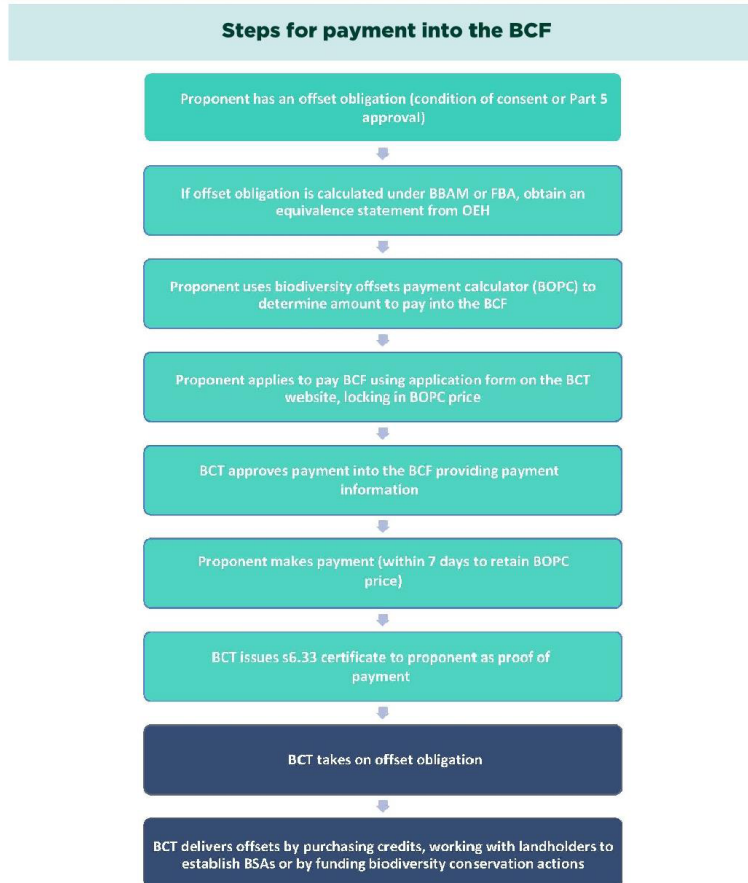 Steps for payment into the BCF
Proponent has an offset obligation (condition of consent or Part 5
approval)
If offset obligation is calculated under BBAM or FBA, obtain an
equivalence statement from OEH
Proponent uses biodiversity offsets payment calculator (BOPC) to
determine amount to pay into the BCF
Proponent applies to pay BCF using application form on the BCT
website, locking in BOPC price
BCT approves payment into the BCF providing payment
information
Proponent makes payment (within 7 days to retain BOPC
price)
BCT issues s6.33 certificate to proponent as proof of
payment
BCT takes on offset obligation
BCT delivers offsets by purchasing credits, working with landholders to
establish BSAs or by funding biodiversity conservation actions